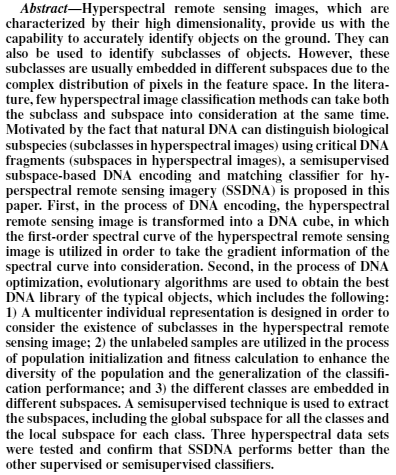 Abstract—Hyperspectral remote sensing images, which are
characterized by their high dimensionality, provide us with the
capability to accurately identify objects on the ground. They can
also be used to identify subclasses of objects. However, these
subclasses are usually embedded in different subspaces due to the
complex distribution of pixels in the feature space. In the litera-
ture, few hyperspectral image classification methods can take both
the subclass and subspace into consideration at the same time.
Motivated by the fact that natural DNA can distinguish biological
subspecies (subclasses in hyperspectral images) using critical DNA
fragments (subspaces in hyperspectral images), a semisupervised
subspace-based DNA encoding and matching classifier for hy-
perspectral remote sensing imagery (SSDNA) is proposed in this
paper. First, in the process of DNA encoding, the hyperspectral
remote sensing image is transformed into a DNA cube, in which
the first-order spectral curve of the hyperspectral remote sensing
image is utilized in order to take the gradient information of the
spectral curve into consideration. Second, in the process of DNA
optimization, evolutionary algorithms are used to obtain the best
DNA library of the typical objects, which includes the following:
1) A multicenter individual representation is designed in order to
consider the existence of subclasses in the hyperspectral remote
sensing image; 2) the unlabeled samples are utilized in the process
of population initialization and fitness calculation to enhance the
diversity of the population and the generalization of the classifi-
cation performance; and 3) the different classes are embedded in
different subspaces. A semisupervised technique is used to extract
the subspaces, including the global subspace for all the classes and
the local subspace for each class. Three hyperspectral data sets
were tested and confirm that SSDNA performs better than the
other supervised or semisupervised classifiers.